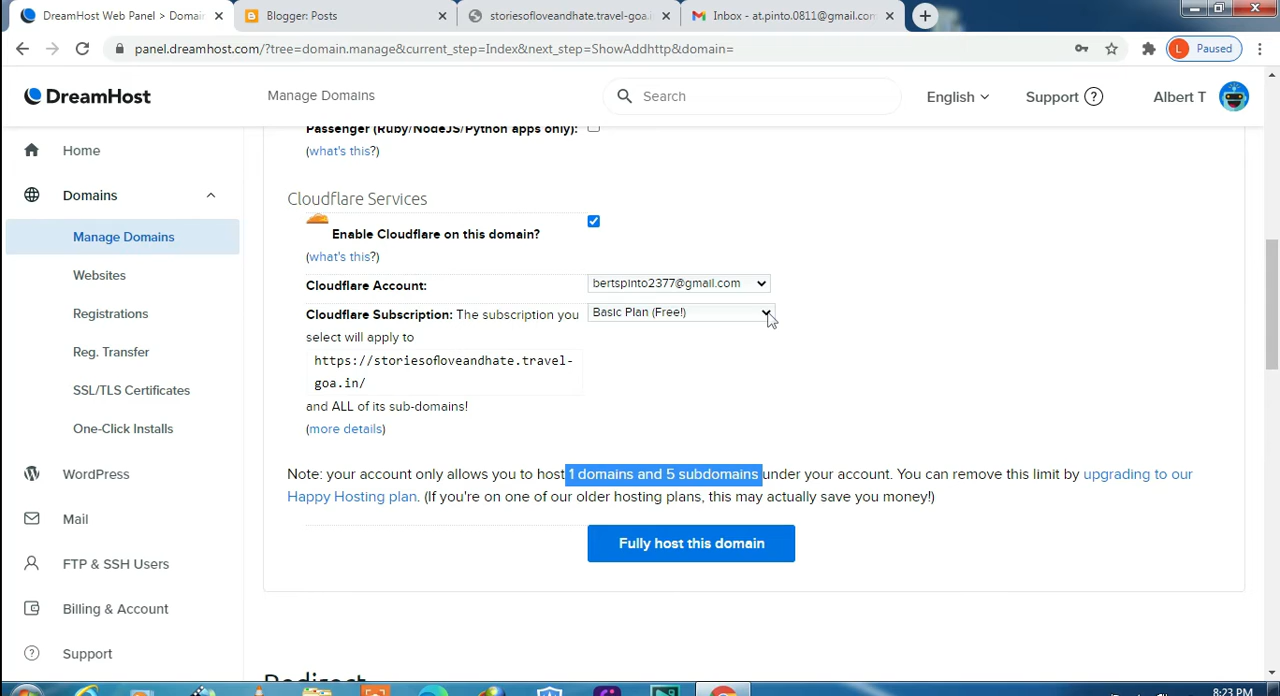 DreamHost Web Panel > Domain
Blogger: Posts
storiesofloveandhate.travel-goa.i
Inbox - at.pinto.0811@gmail.com
panel.dreamhost.com/?tree=domain.manage&current_step=Index&next_step=ShowAddhttp&domain=
L Paused
DreamHost
Manage Domains
Search
English
Support ?
Albert T
Home
Domains
Manage Domains
Websites
Registrations
Reg. Transfer
SSL/TLS Certificates
One-Click Installs
WordPress
Mail
FTP & SSH Users
Billing & Account
Support
Passenger (Ruby/NodeJS/Python apps only):
(what's this?)
Cloudflare Services
Enable Cloudflare on this domain?
(what's this?)
Cloudflare Account: bertspinto2377@gmail.com
Cloudflare Subscription: The subscription you Basic Plan (Free!)
select will apply to
https://storiesofloveandhate.travel-
goa.in/
and ALL of its sub-domains!
(more details)
Note: your account only allows you to host 1 domains and 5 subdomains under your account. You can remove this limit by upgrading to our
Happy Hosting plan. (If you're on one of our older hosting plans, this may actually save you money!)
Fully host this domain
Redirect
8:23 PM